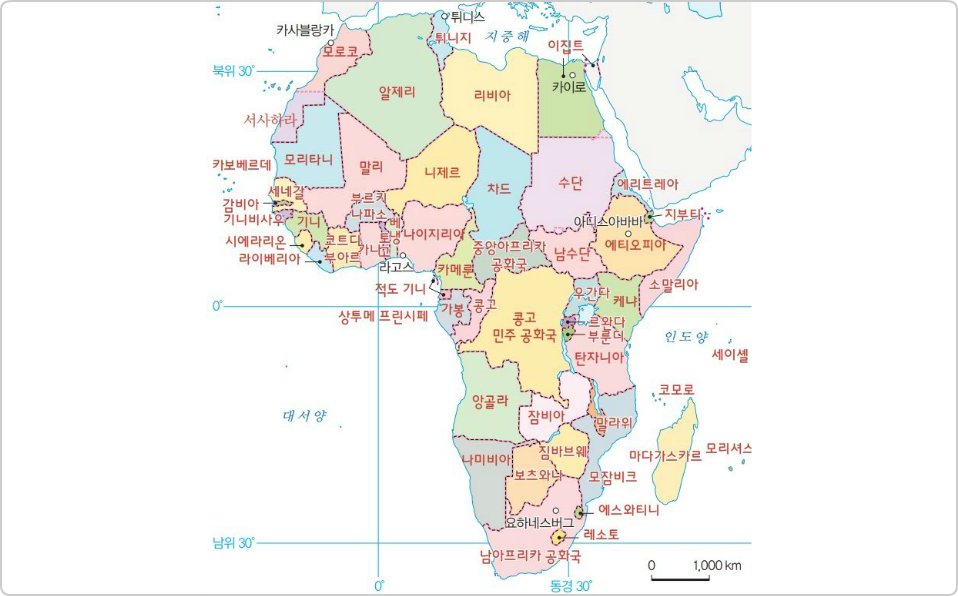 카사블랑카
튀니스
지중해
모로코
튀니지
이집트
북위 30°
카이로
알제리
리비아
서사하라
모리타니
말리
니제르
차드
수단
에리트레아
카보베르데
세네갈
감비아
부르키
나파소
지부티
기니비사우
기니
베
냉
토
아디스아바바
시에라리온
코트디
부아르
가나
나이지리아
중앙아프리카
공화국
남수단
에티오피아
라이베리아
라고스
카메룬
소말리아
적도 기니
우간다
케냐
0°
상투메 프린시페
가봉
콩고
콩고
민주 공화국
르완다
부룬디
인도양
세이셸
탄자니아
대서양
앙골라
잠비아
말라위
코모로
나미비아
짐바브웨
보츠와나
모잠비크
마다가스카르
모리셔스
요하네스버그
에스와티니
레소토
남위 30°
남아프리카 공화국
0 1,000 km
0°
동경 30°